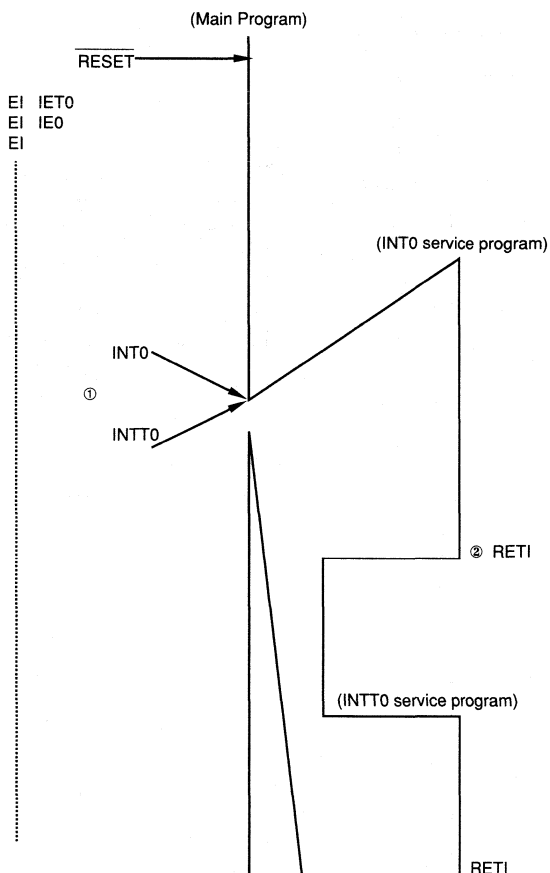 (Main Program)
RESET
EI IET0
EI IE0
EI
(INT0 service program)
INT0
①
INTT0
② RETI
(INTT0 service program)
RETI